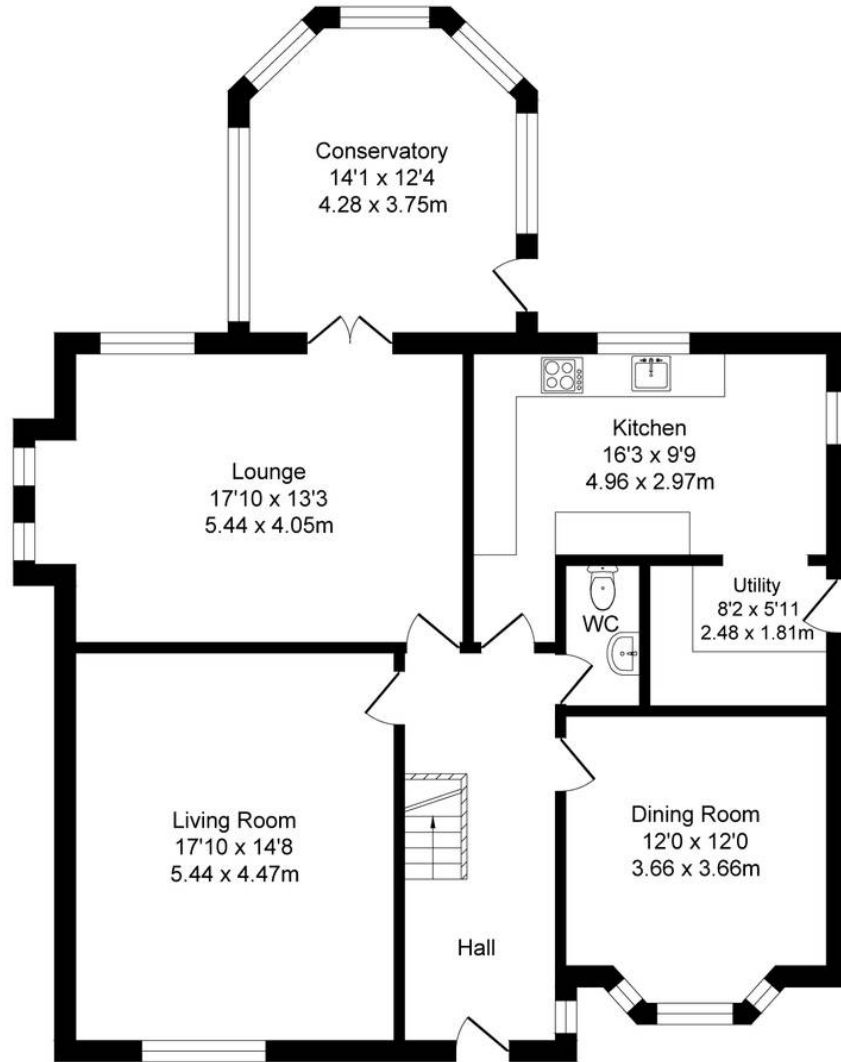 Conservatory
14'1 x 12'4
4.28 x 3.75m
Lounge
17'10 x 13'3
5.44 x 4.05m
Kitchen
16'3 x 9'9
4.96 x 2.97m
Utility
8'2 x 5'11
2.48 x 1.81m
WC
Living Room
17'10 x 14'8
5.44 x 4.47m
Dining Room
12'0 x 12'0
3.66 x 3.66m
Hall